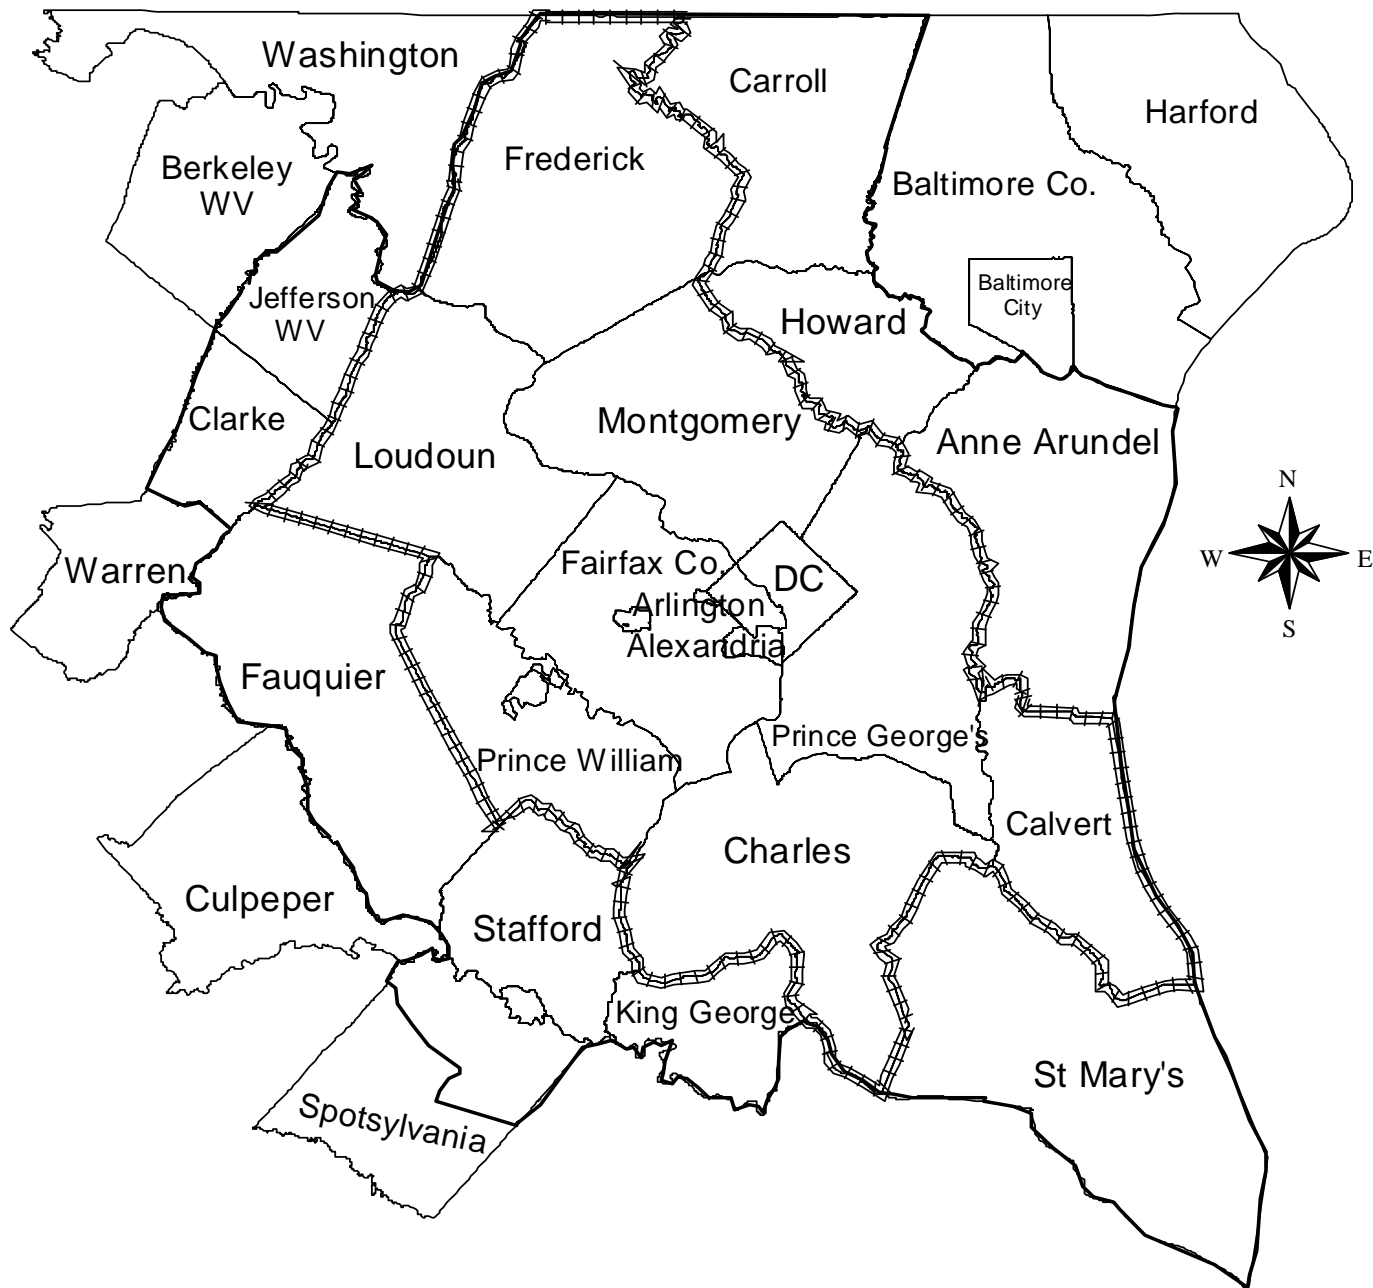 Washington
Carroll
Harford
Frederick
Berkeley
WV
Baltimore Co.
Jefferson
WV
Baltimore
City
Howard
Clarke
Montgomery
Anne Arundel
Loudoun
N
W
E
S
Warren
Fairfax Co.
DC
Arlington
Alexandria
Fauquier
Prince George's
Prince William
Calvert
Charles
Culpeper
Stafford
King George
St Mary's
Spotsylvania